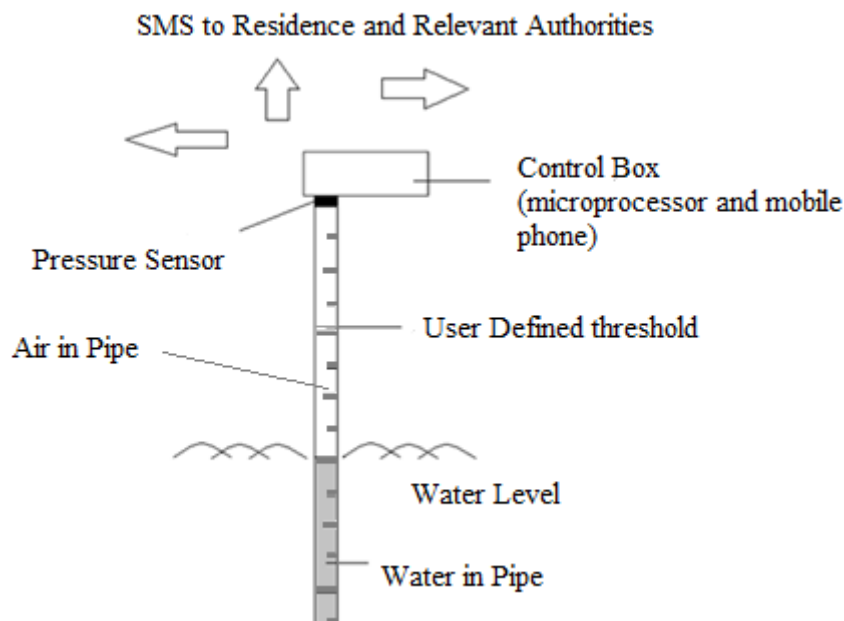 SMS to Residence and Relevant Authorities
Control Box
(microprocessor and mobile
phone)
Pressure Sensor
User Defined threshold
Air in Pipe
Water Level
Water in Pipe